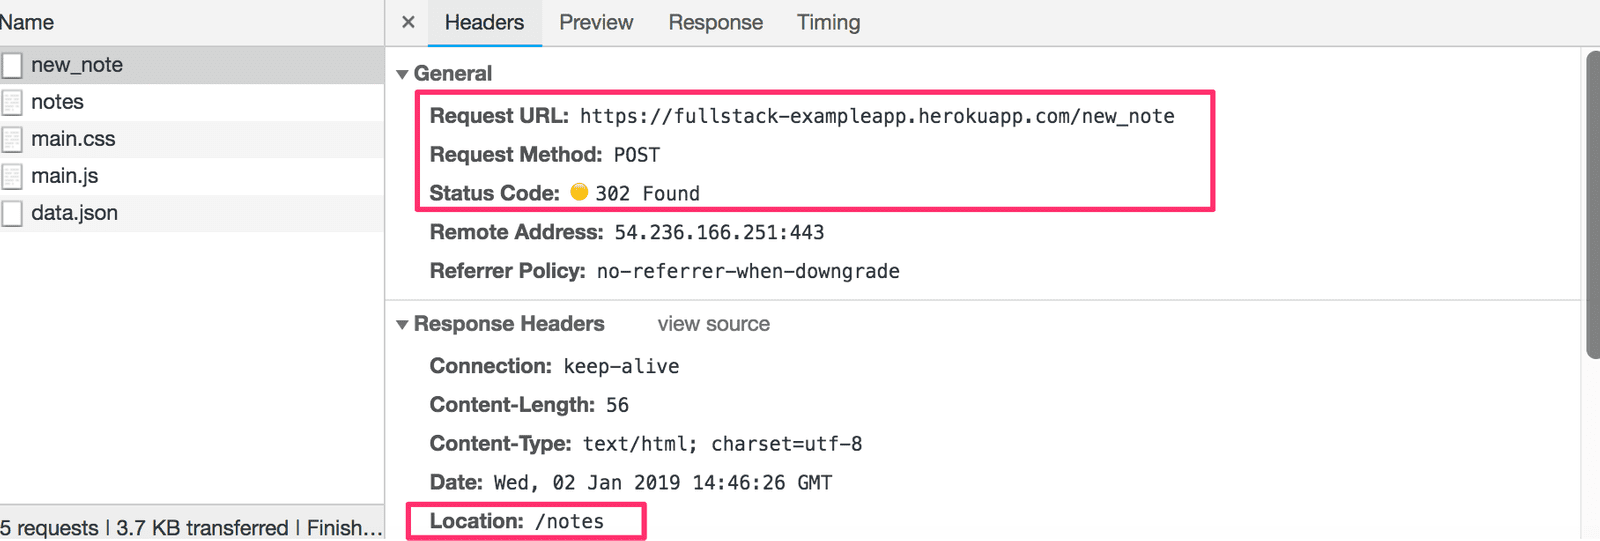 Name
new_note
notes
main.css
main.js
data.json
5 requests | 3.7 KB transferred | Finish...
× Headers Preview Response Timing
▼ General
Request URL: https://fullstack-exampleapp.herokuapp.com/new_note
Request Method: POST
Status Code: 302 Found
Remote Address: 54.236.166.251:443
Referrer Policy: no-referrer-when-downgrade
▼ Response Headers view source
Connection: keep-alive
Content-Length: 56
Content-Type: text/html; charset=utf-8
Date: Wed, 02 Jan 2019 14:46:26 GMT
Location: /notes